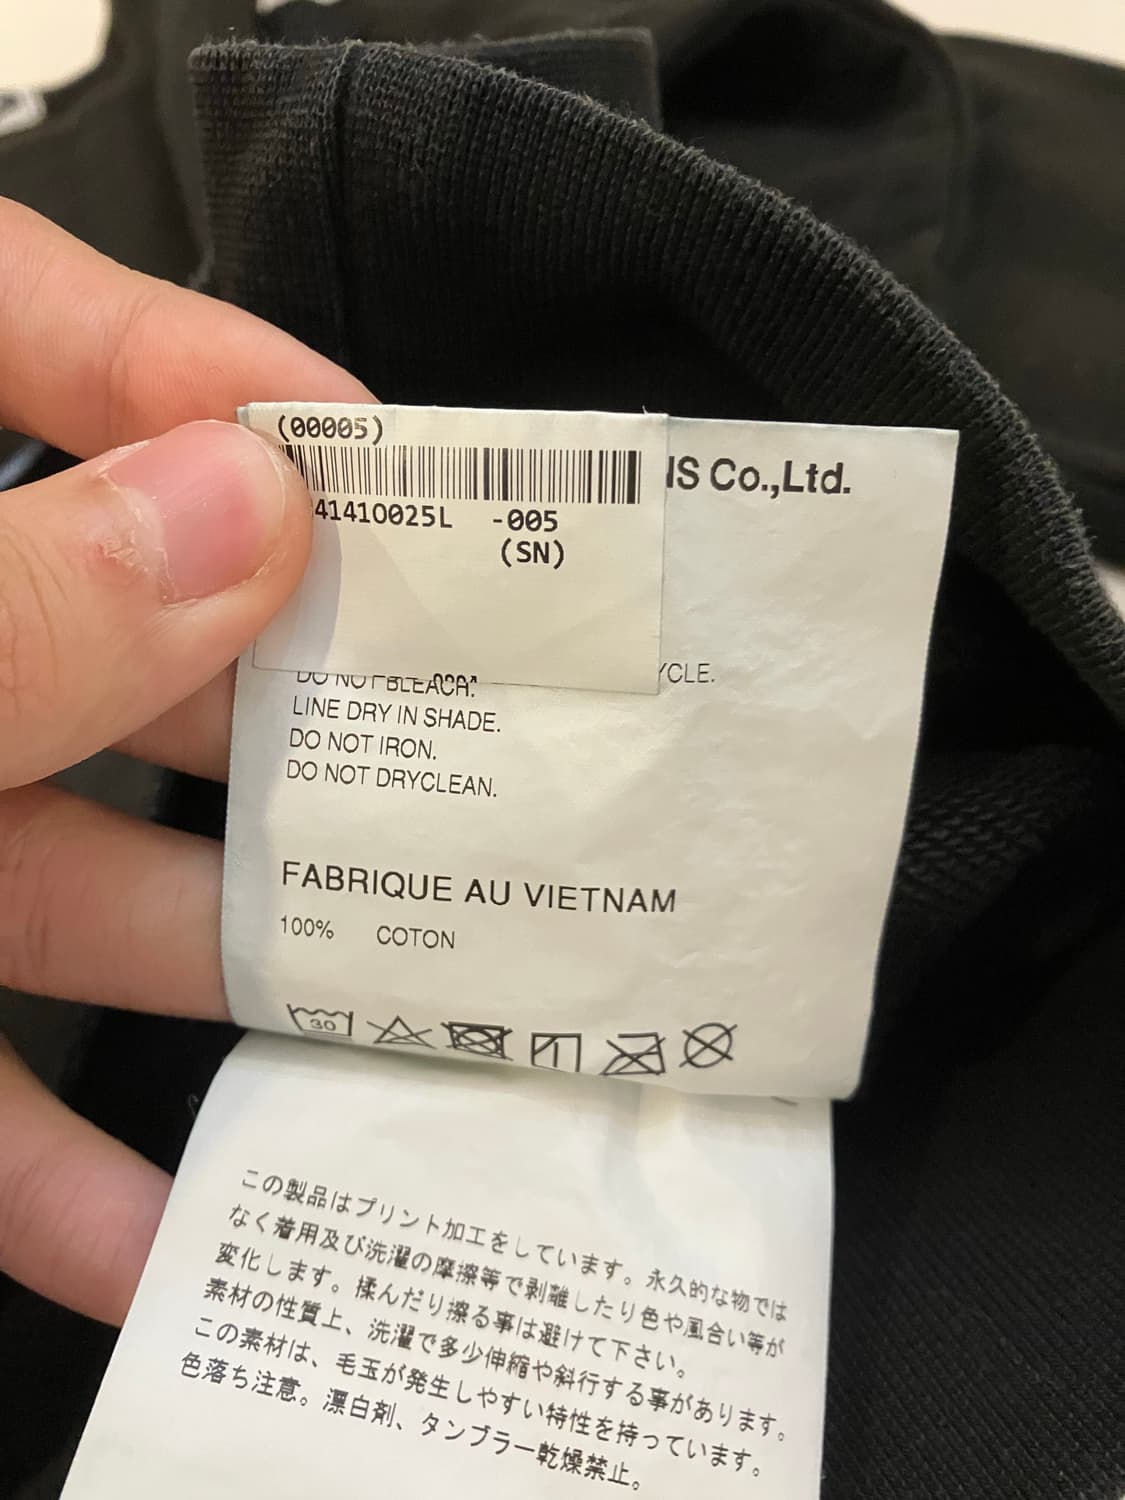 (00005)
41410025L -005
(SN)
Co.,Ltd.
DO NOT BLEACH.
LINE DRY IN SHADE.
DO NOT IRON.
DO NOT DRYCLEAN.
FABRIQUE AU VIETNAM
100% COTON
30
この製品はプリント加工をしています。永久的な物では
なく着用及び洗濯の摩擦等で剥離したり色や風合い等が
変化します。揉んだり擦る事は避けて下さい。
素材の性質上、洗濯で多少伸縮や斜行する事があります。
この素材は、毛玉が発生しやすい特性を持っています。
色落ち注意。漂白剤、タンブラー乾燥禁止。